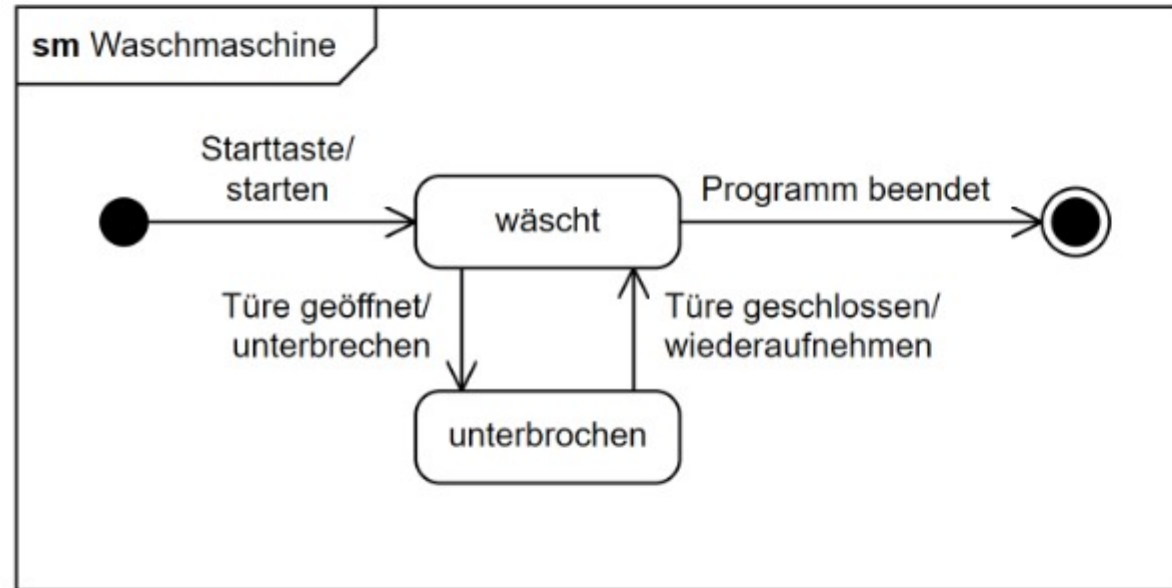 sm Waschmaschine
Starttaste/
starten
wäscht
Programm beendet
Türe geöffnet/
unterbrechen
Türe geschlossen/
wiederaufnehmen
unterbrochen